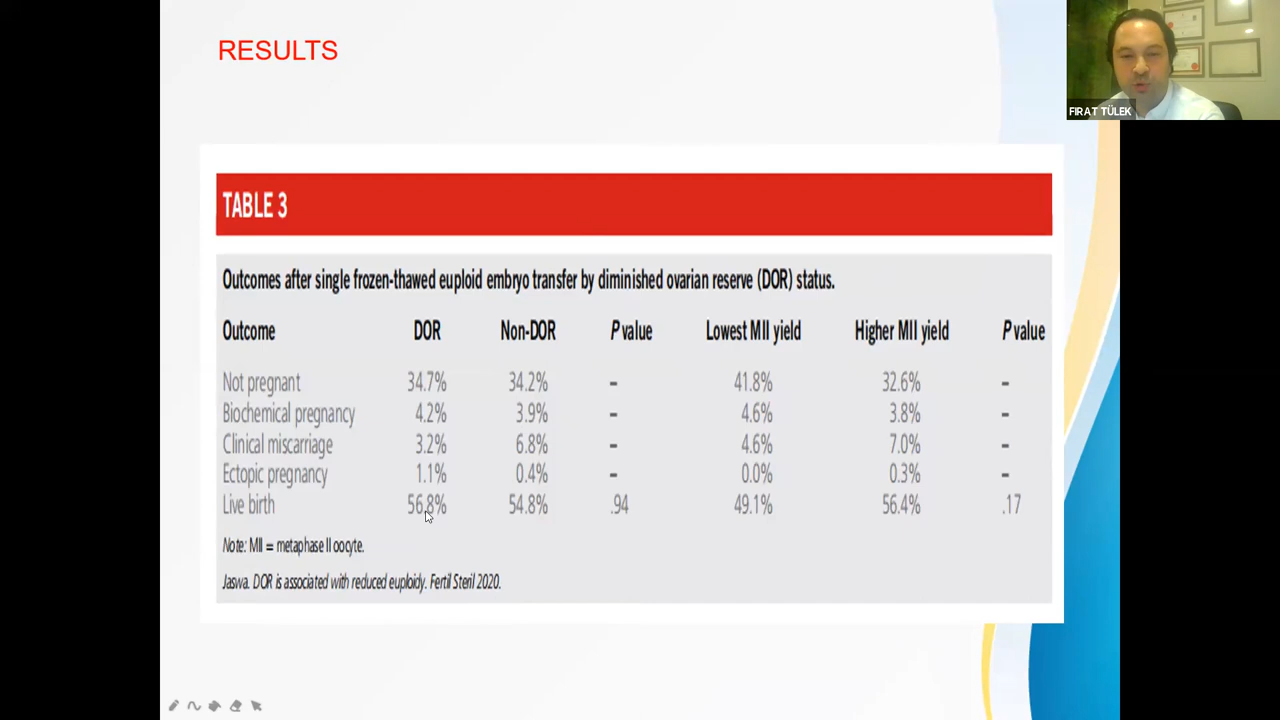 RESULTS
FIRAT TÜLEK
TABLE 3
Outcomes after single frozen-thawed euploid embryo transfer by diminished ovarian reserve (DOR) status.
Outcome DOR Non-DOR P value Lowest MII yield Higher MII yield P value
Not pregnant 34.7% 34.2% – 41.8% 32.6% –
Biochemical pregnancy 4.2% 3.9% – 4.6% 3.8% –
Clinical miscarriage 3.2% 6.8% – 4.6% 7.0% –
Ectopic pregnancy 1.1% 0.4% – 0.0% 0.3% –
Live birth 56.8% 54.8% .94 49.1% 56.4% .17
Note: MII = metaphase II oocyte.
Jaswa. DOR is associated with reduced euploidy. Fertil Steril 2020.